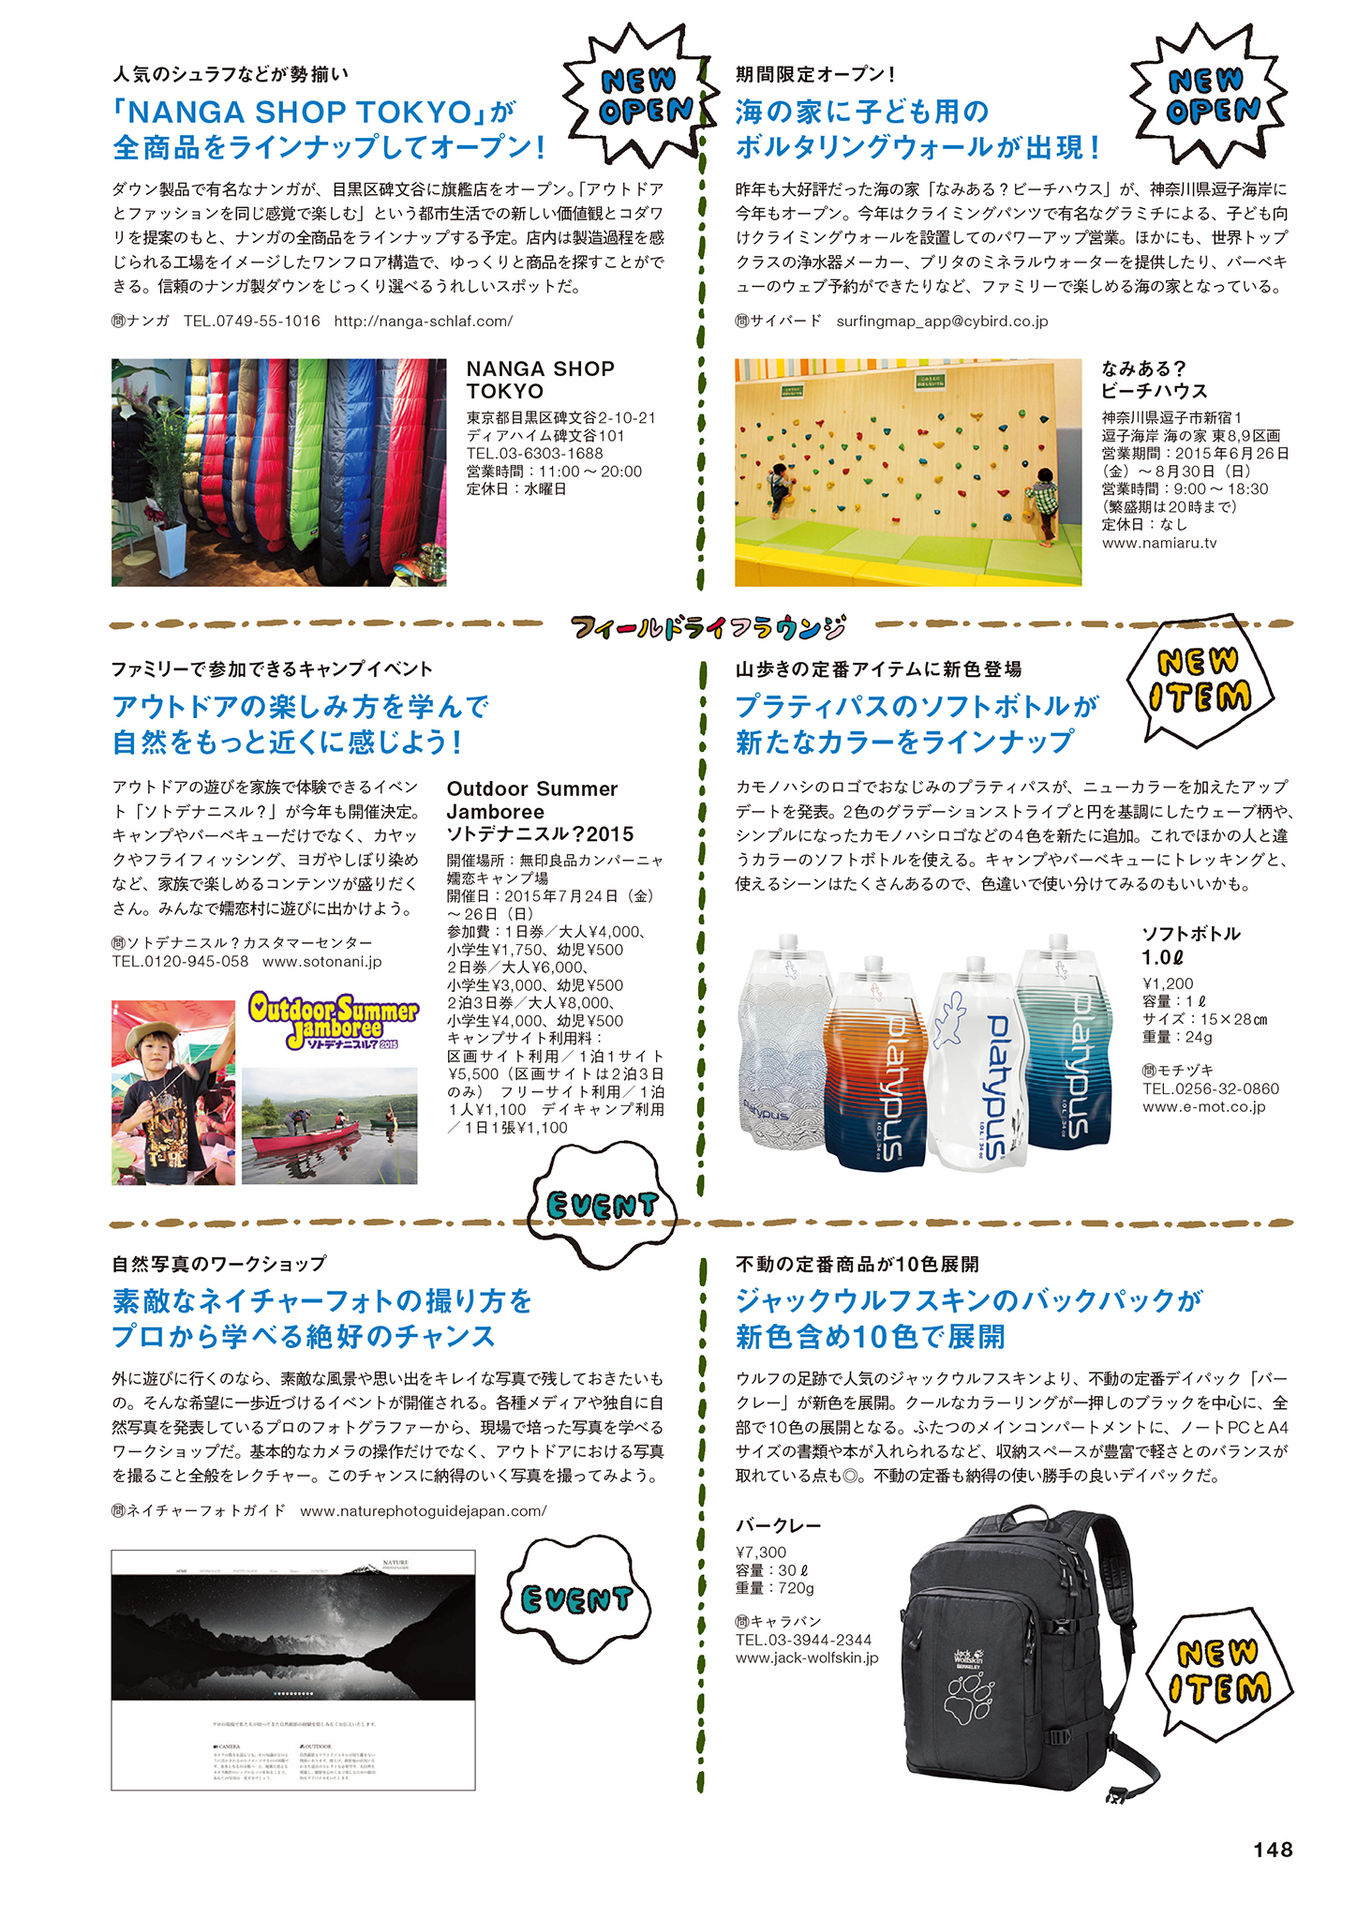 人気のシュラフなどが勢揃い
「NANGA SHOP TOKYO」が
全商品をラインナップしてオープン！
NEW
OPEN
ダウン製品で有名なナンガが、目黒区碑文谷に旗艦店をオープン。「アウトドア
とファッションを同じ感覚で楽しむ」という都市生活での新しい価値観とコダワ
リを提案のもと、ナンガの全商品をラインナップする予定。店内は製造過程を感
じられる工場をイメージしたワンフロア構造で、ゆっくりと商品を探すことがで
きる。信頼のナンガ製ダウンをじっくり選べるうれしいスポットだ。
㉄ナンガ　TEL.0749-55-1016　http://nanga-schlaf.com/
NANGA SHOP
TOKYO
東京都目黒区碑文谷2-10-21
ディアハイム碑文谷101
TEL.03-6303-1688
営業時間：11:00～20:00
定休日：水曜日
期間限定オープン！
海の家に子ども用の
ボルタリングウォールが出現！
NEW
OPEN
昨年も大好評だった海の家「なみある？ビーチハウス」が、神奈川県逗子海岸に
今年もオープン。今年はクライミングパンツで有名なグラミチによる、子ども向
けクライミングウォールを設置してのパワーアップ営業。ほかにも、世界トップ
クラスの浄水器メーカー、ブリタのミネラルウォーターを提供したり、バーベキ
ューのウェブ予約ができたりなど、ファミリーで楽しめる海の家となっている。
㉄サイバード　surfingmap_app@cybird.co.jp
なみある？
ビーチハウス
神奈川県逗子市新宿1
逗子海岸 海の家 東8,9区画
営業期間：2015年6月26日
（金）～8月30日（日）
営業時間：9:00～18:30
（繁盛期は20時まで）
定休日：なし
www.namiaru.tv
フィールドライフラウンジ
ファミリーで参加できるキャンプイベント
アウトドアの楽しみ方を学んで
自然をもっと近くに感じよう！
アウトドアの遊びを家族で体験できるイベン
ト「ソトデナニスル？」が今年も開催決定。
キャンプやバーベキューだけでなく、カヤッ
クやフライフィッシング、ヨガやしぼり染め
など、家族で楽しめるコンテンツが盛りだく
さん。みんなで嬬恋村に遊びに出かけよう。
㉄ソトデナニスル？カスタマーセンター
TEL.0120-945-058　www.sotonani.jp
Outdoor Summer
Jamboree
ソトデナニスル？2015
Outdoor Summer
Jamboree
ソトデナニスル？2015
開催場所：無印良品カンパーニャ
嬬恋キャンプ場
開催日：2015年7月24日（金）
～26日（日）
参加費：1日券／大人¥4,000、
小学生¥1,750、幼児¥500
2日券／大人¥6,000、
小学生¥3,000、幼児¥500
2泊3日券／大人¥8,000、
小学生¥4,000、幼児¥500
キャンプサイト利用料：
区画サイト利用／1泊1サイト
¥5,500（区画サイトは2泊3日
のみ）　フリーサイト利用／1泊
1人¥1,100　デイキャンプ利用
／1日1張¥1,100
EVENT
山歩きの定番アイテムに新色登場
プラティパスのソフトボトルが
新たなカラーをラインナップ
NEW
ITEM
カモノハシのロゴでおなじみのプラティパスが、ニューカラーを加えたアップ
デートを発表。2色のグラデーションストライプと円を基調にしたウェーブ柄や、
シンプルになったカモノハシロゴなどの4色を新たに追加。これでほかの人と違
うカラーのソフトボトルを使える。キャンプやバーベキューにトレッキングと、
使えるシーンはたくさんあるので、色違いで使い分けてみるのもいいかも。
platypus
platypus
platypus
platypus
ソフトボトル
1.0ℓ
¥1,200
容量：1ℓ
サイズ：15×28㎝
重量：24g
㉄モチヅキ
TEL.0256-32-0860
www.e-mot.co.jp
自然写真のワークショップ
素敵なネイチャーフォトの撮り方を
プロから学べる絶好のチャンス
外に遊びに行くのなら、素敵な風景や思い出をキレイな写真で残しておきたいも
の。そんな希望に一歩近づけるイベントが開催される。各種メディアや独自に自
然写真を発表しているプロのフォトグラファーから、現場で培った写真を学べる
ワークショップだ。基本的なカメラの操作だけでなく、アウトドアにおける写真
を撮ること全般をレクチャー。このチャンスに納得のいく写真を撮ってみよう。
㉄ネイチャーフォトガイド　www.naturephotoguidejapan.com/
NATURE
CAMERA
OUTDOOR
EVENT
不動の定番商品が10色展開
ジャックウルフスキンのバックパックが
新色含め10色で展開
ウルフの足跡で人気のジャックウルフスキンより、不動の定番デイパック「バー
クレー」が新色を展開。クールなカラーリングが一押しのブラックを中心に、全
部で10色の展開となる。ふたつのメインコンパートメントに、ノートPCとA4
サイズの書類や本が入れられるなど、収納スペースが豊富で軽さとのバランスが
取れている点も◎。不動の定番も納得の使い勝手の良いデイパックだ。
バークレー
¥7,300
容量：30ℓ
重量：720g
㉄キャラバン
TEL.03-3944-2344
www.jack-wolfskin.jp
Jack
Wolfskin
BERKELEY
NEW
ITEM
148